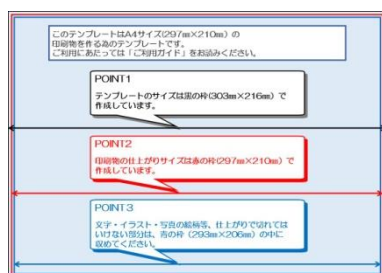 このテンプレートはA4サイズ(297㎜×210㎜)の
印刷物を作る為のテンプレートです。
ご利用にあたっては「ご利用ガイド」をお読みください。
POINT1
テンプレートのサイズは黒の枠(303㎜×216㎜)で
作成しています。
POINT2
印刷物の仕上がりサイズは赤の枠(297㎜×210㎜)で
作成しています。
POINT3
文字・イラスト・写真の絵柄等、仕上がりで切れては
いけない部分は、青の枠(293㎜×206㎜)の中に
収めてください。